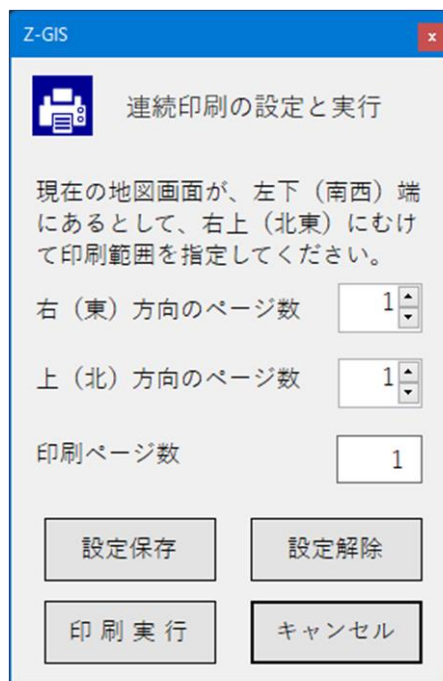 Z-GIS
x
連続印刷の設定と実行
現在の地図画面が、左下（南西）端
にあるとして、右上（北東）にむけ
て印刷範囲を指定してください。
右（東）方向のページ数 1
上（北）方向のページ数 1
印刷ページ数 1
設定保存 設定解除
印刷実行 キャンセル